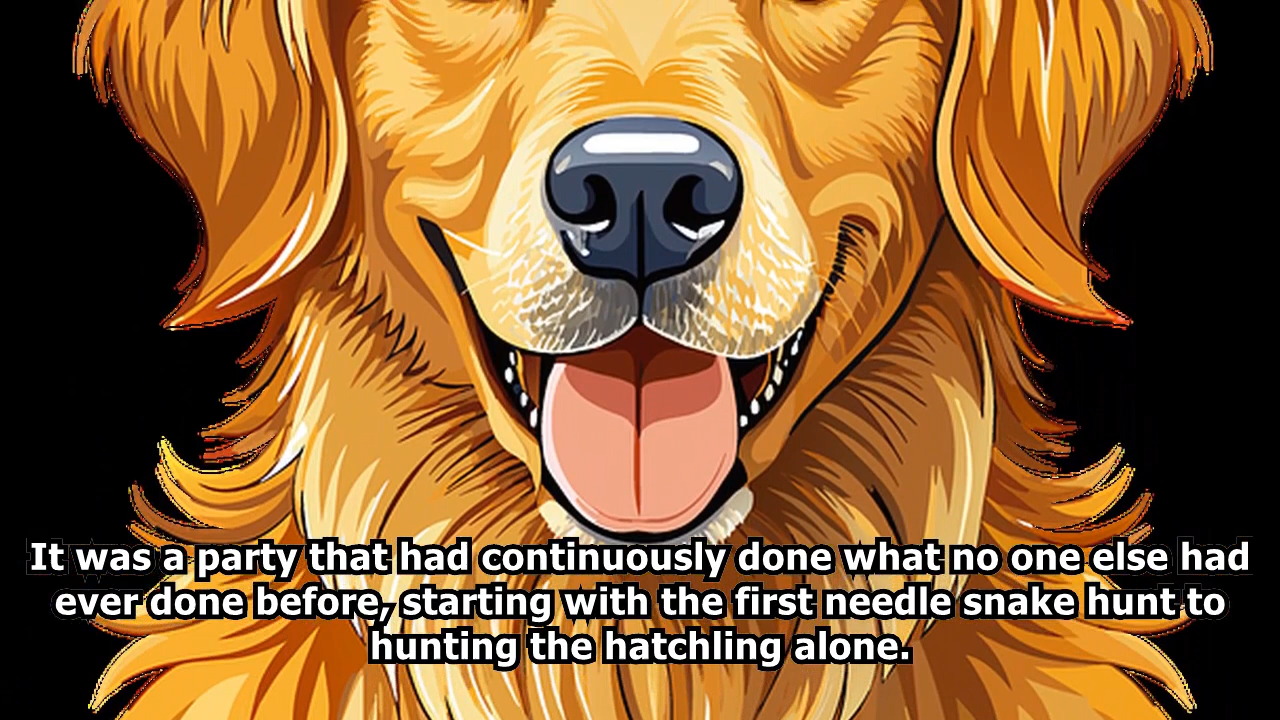 It was a party that had continuously done what no one else had
ever done before, starting with the first needle snake hunt to
hunting the hatchling alone.